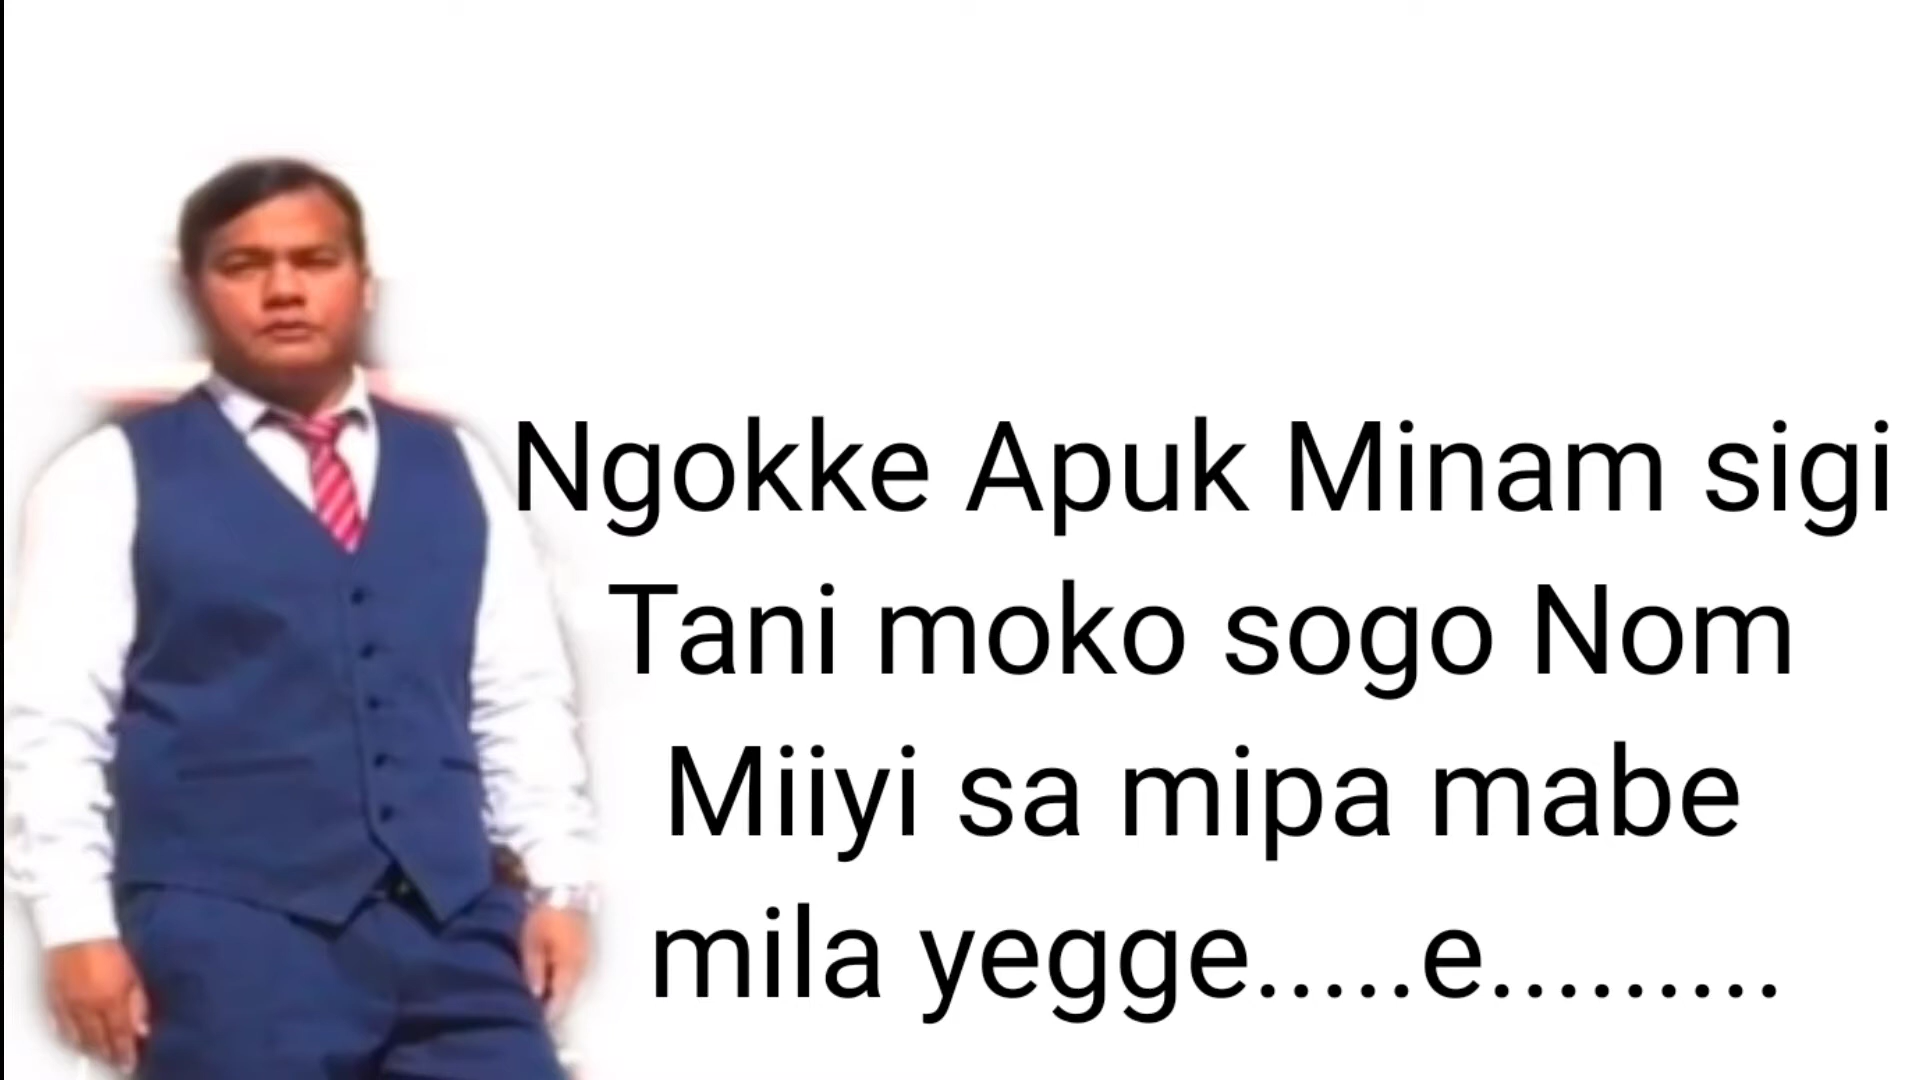 Ngokke Apuk Minam sigi
Tani moko sogo Nom
Miiyi sa mipa mabe
mila yegge.....e.........